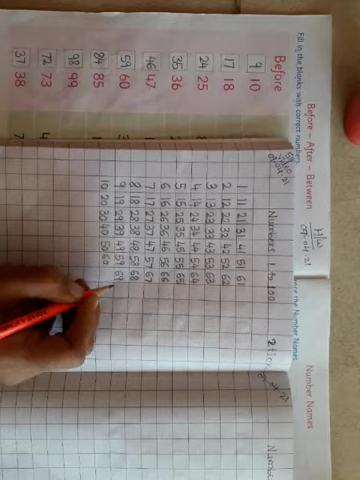 Before - After - Between
Fill in the blanks with correct numbers.
Before
9 10
17 18
24 25
35 36
46 47
59 60
84 85
98 99
72 73
37 38
H/W
09-04-21
Number Names
Numbers 1 to 100
1 11 21 31 41 51 61
2 12 22 32 42 52 62
3 13 23 33 43 53 63
4 14 24 34 44 54 64
5 15 25 35 45 55 65
6 16 26 36 46 56 66
7 17 27 37 47 57 67
8 18 28 38 48 58 68
9 19 29 39 49 59 69
10 20 30 40 50 60